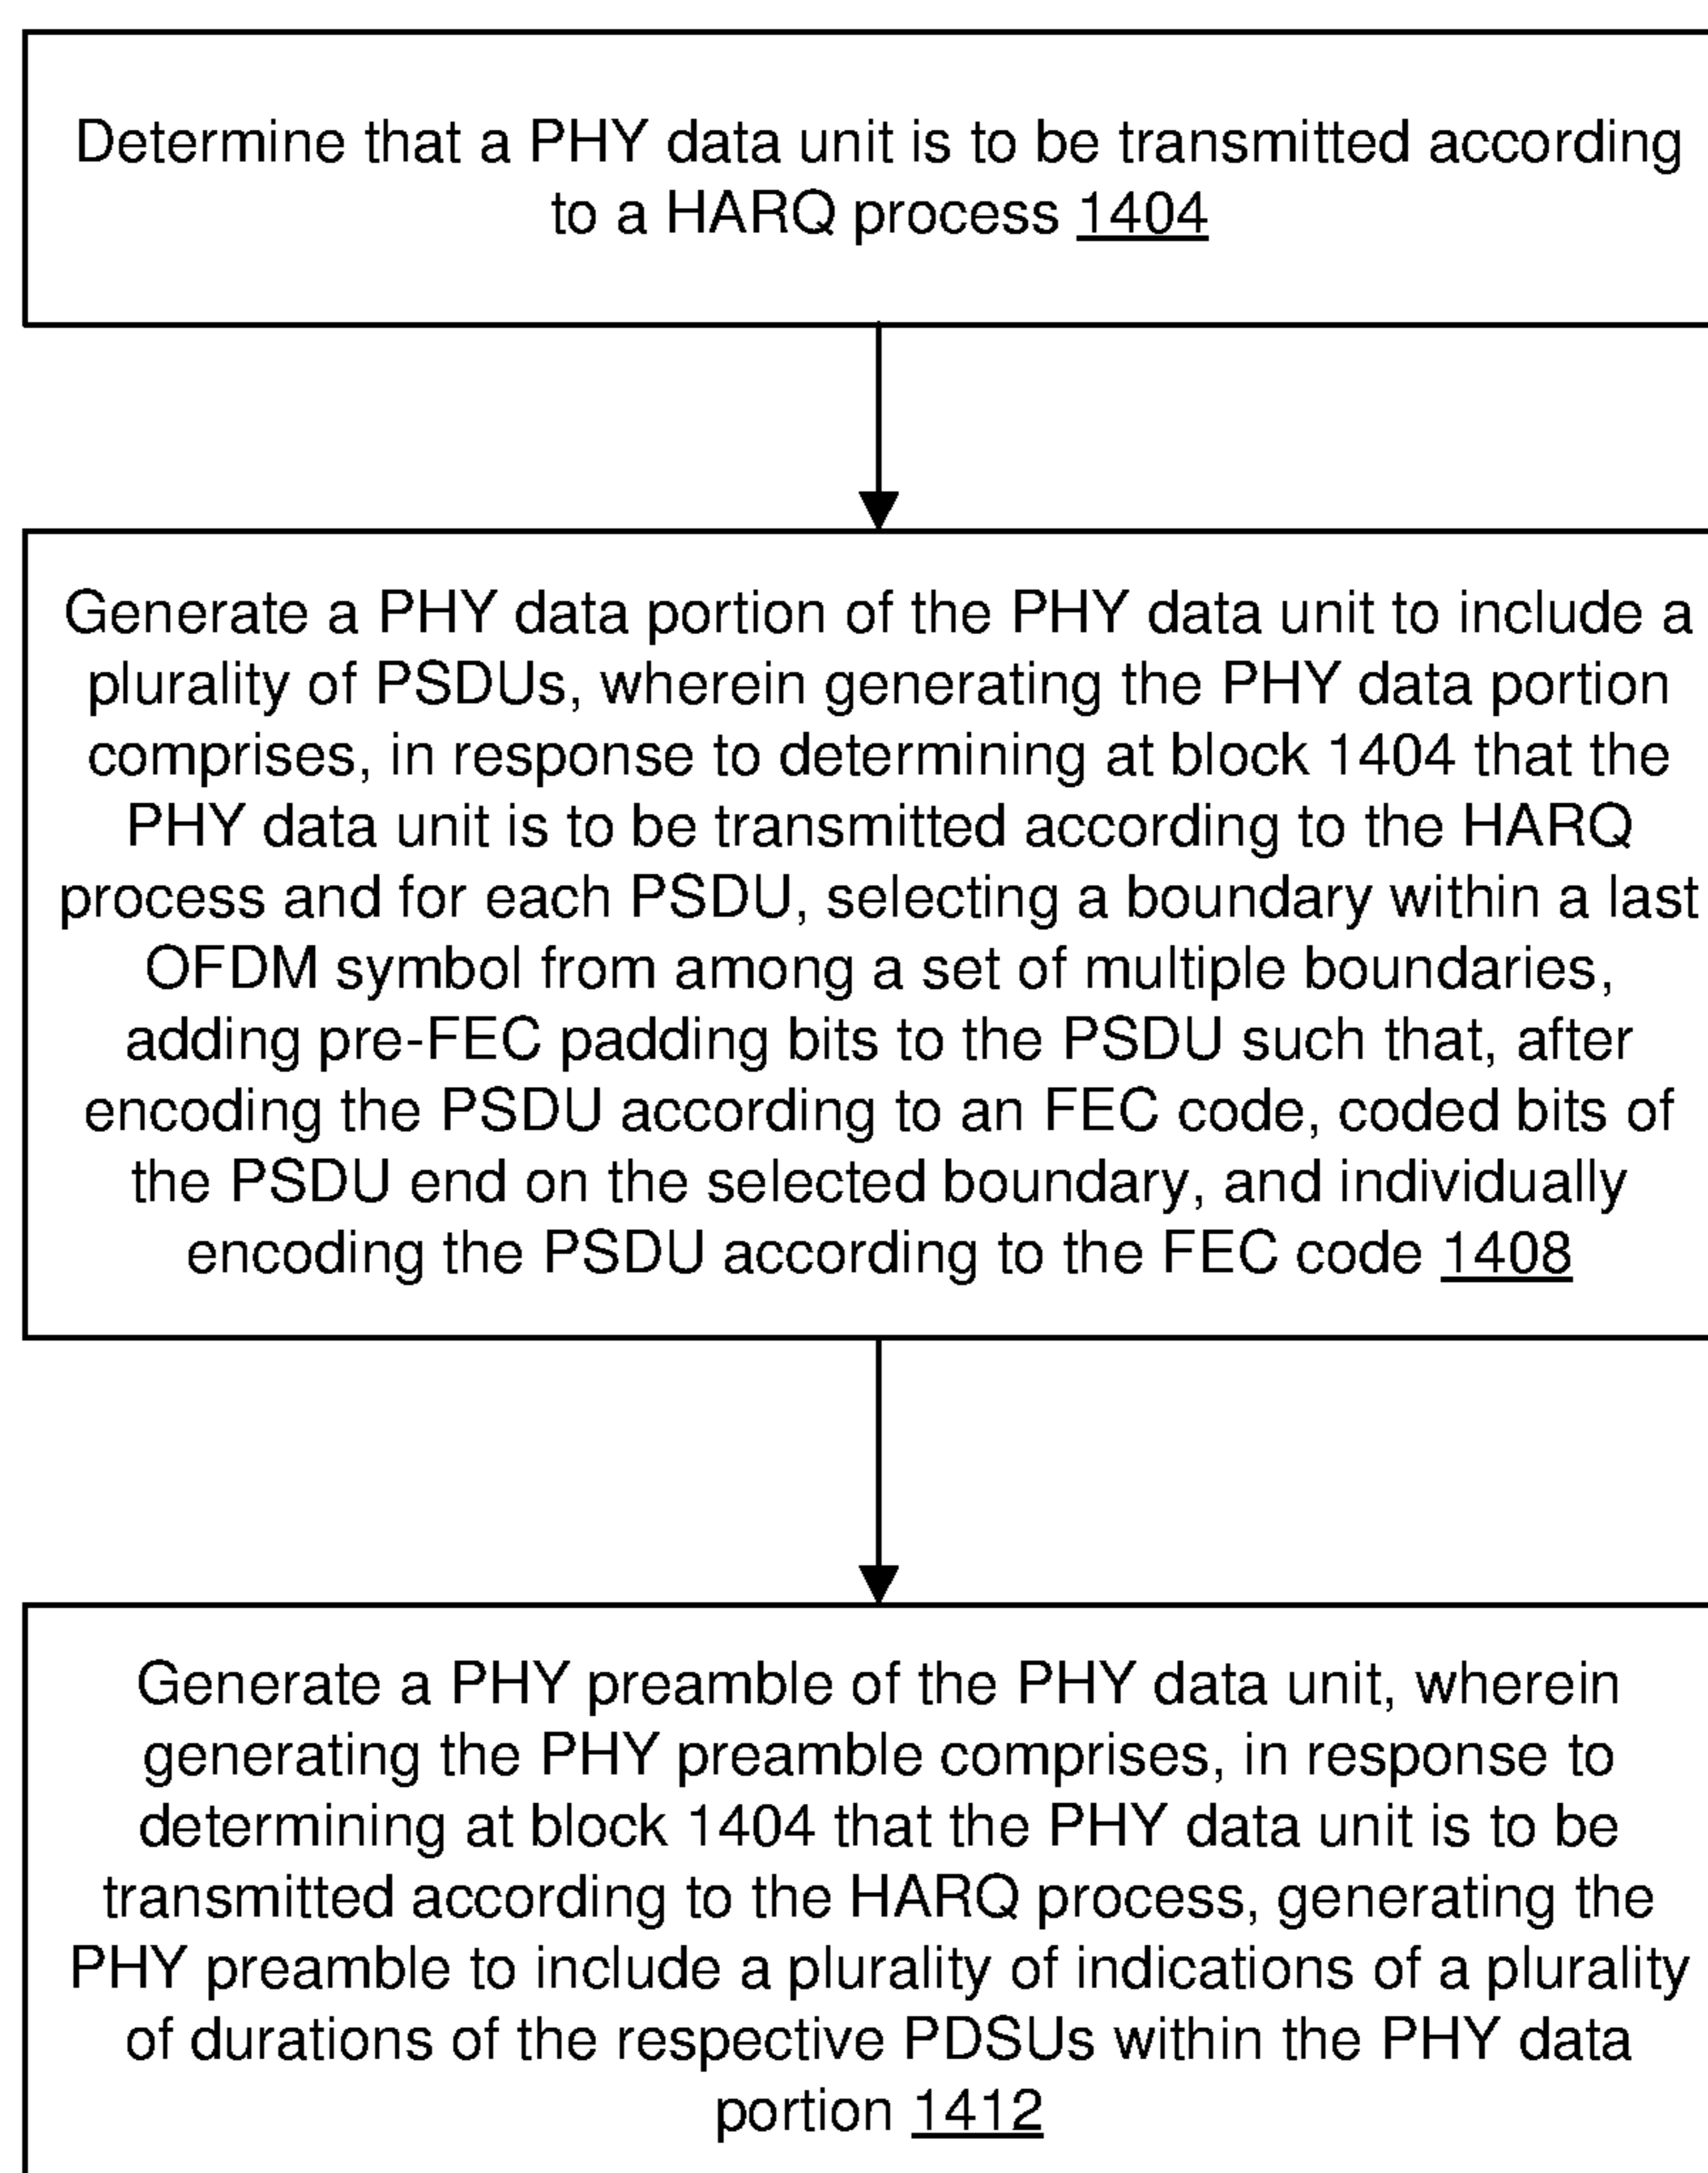 Determine that a PHY data unit is to be transmitted according
to a HARQ process 1404
Generate a PHY data portion of the PHY data unit to include a
plurality of PSDUs, wherein generating the PHY data portion
comprises, in response to determining at block 1404 that the
PHY data unit is to be transmitted according to the HARQ
process and for each PSDU, selecting a boundary within a last
OFDM symbol from among a set of multiple boundaries,
adding pre-FEC padding bits to the PSDU such that, after
encoding the PSDU according to an FEC code, coded bits of
the PSDU end on the selected boundary, and individually
encoding the PSDU according to the FEC code 1408
Generate a PHY preamble of the PHY data unit, wherein
generating the PHY preamble comprises, in response to
determining at block 1404 that the PHY data unit is to be
transmitted according to the HARQ process, generating the
PHY preamble to include a plurality of indications of a plurality
of durations of the respective PDSUs within the PHY data
portion 1412